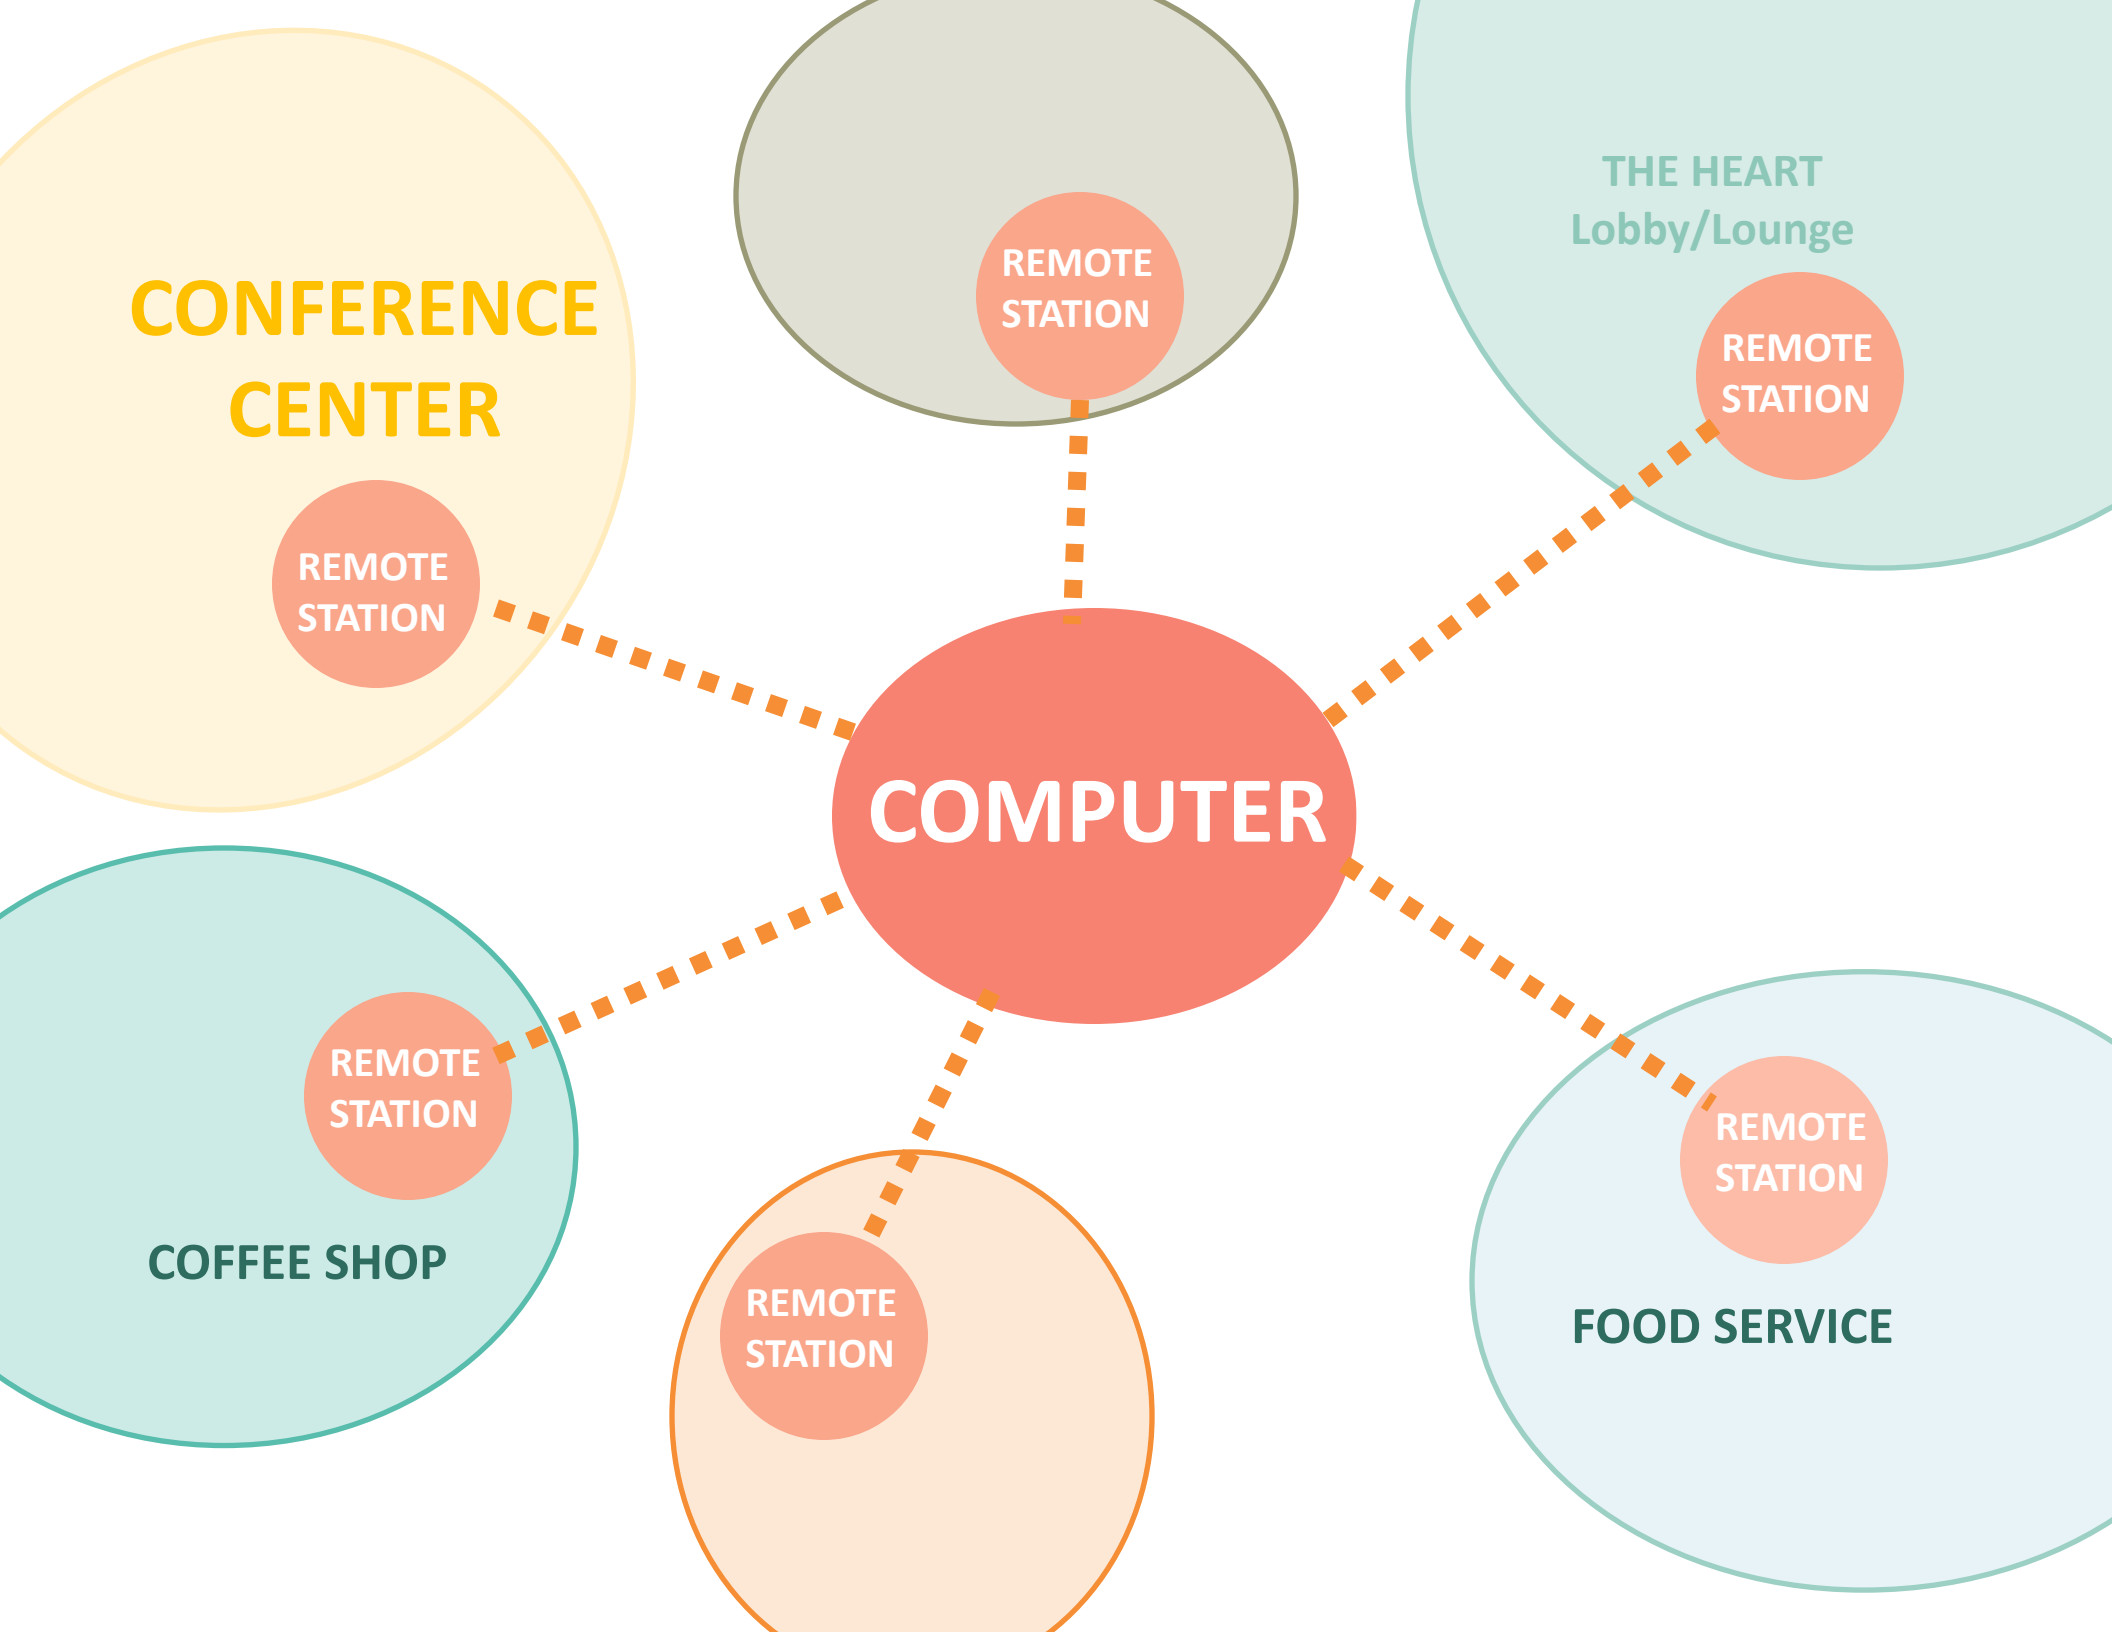 THE HEART
Lobby/Lounge
REMOTE
STATION
CONFERENCE
CENTER
REMOTE
STATION
REMOTE
STATION
COMPUTER
REMOTE
STATION
COFFEE SHOP
REMOTE
STATION
REMOTE
STATION
FOOD SERVICE